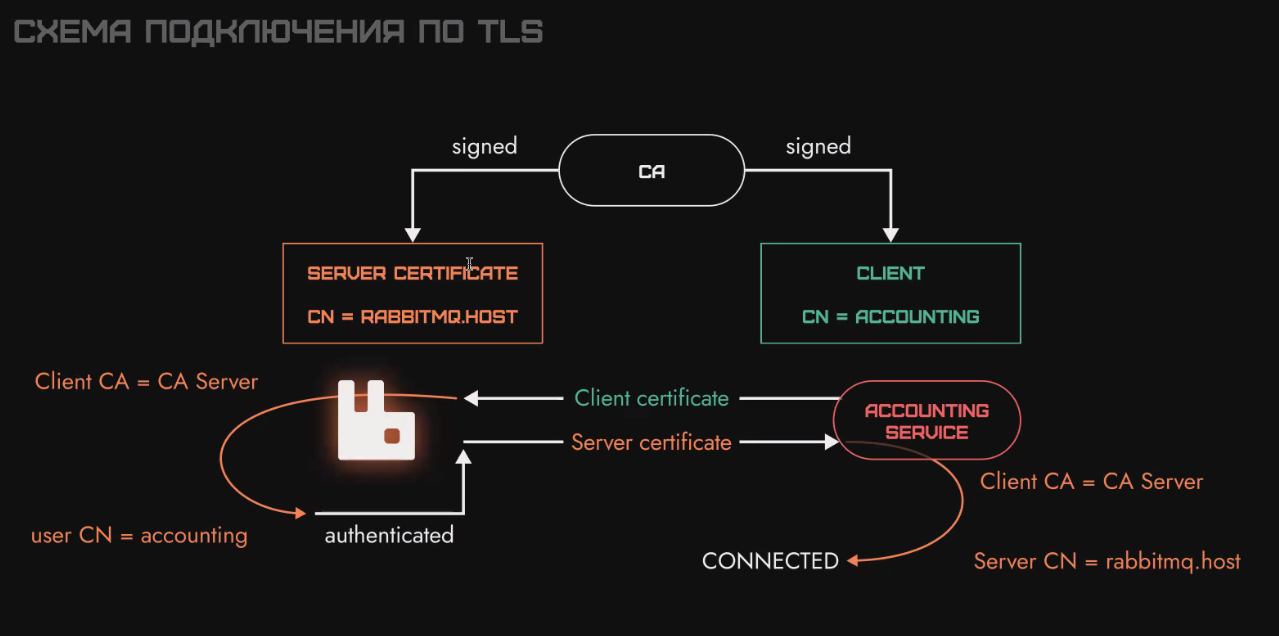 СХЕМА ПОДКЛЮЧЕНИЯ ПО TLS
signed
CA
signed
SERVER CERTIFICATE
CN = RABBITMQ.HOST
CLIENT
CN = ACCOUNTING
Client CA = CA Server
Client certificate
Server certificate
ACCOUNTING
SERVICE
Client CA = CA Server
user CN = accounting
authenticated
CONNECTED
Server CN = rabbitmq.host